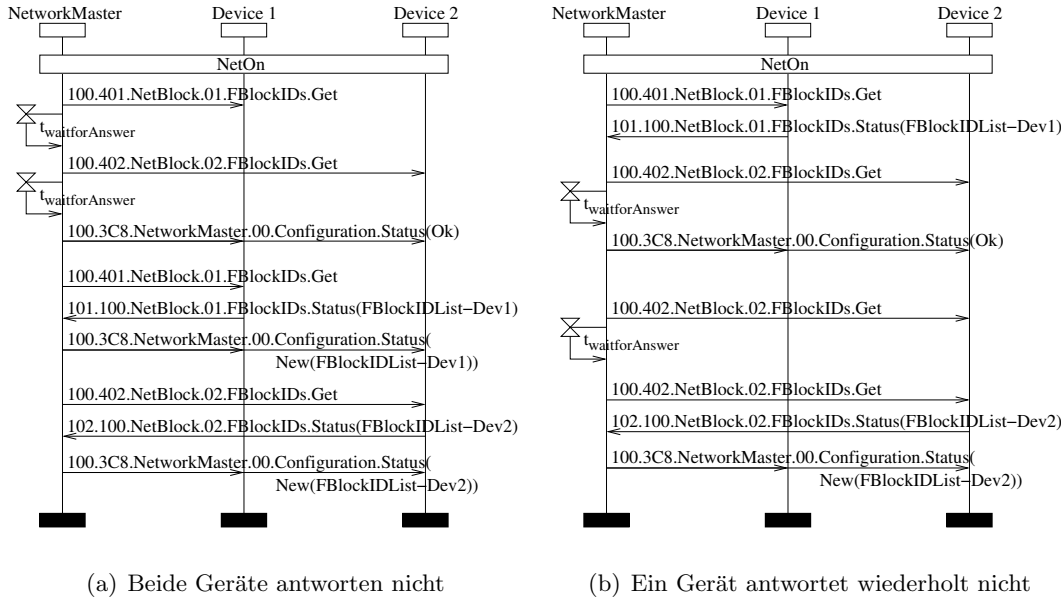 NetworkMaster Device 1 Device 2
NetOn
100.401.NetBlock.01.FBlockIDs.Get
twaitforAnswer
100.402.NetBlock.02.FBlockIDs.Get
twaitforAnswer
100.3C8.NetworkMaster.00.Configuration.Status(Ok)
100.401.NetBlock.01.FBlockIDs.Get
101.100.NetBlock.01.FBlockIDs.Status(FBlockIDList−Dev1)
100.3C8.NetworkMaster.00.Configuration.Status(
New(FBlockIDList−Dev1))
100.402.NetBlock.02.FBlockIDs.Get
102.100.NetBlock.02.FBlockIDs.Status(FBlockIDList−Dev2)
100.3C8.NetworkMaster.00.Configuration.Status(
New(FBlockIDList−Dev2))
(a) Beide Geräte antworten nicht
NetworkMaster Device 1 Device 2
NetOn
100.401.NetBlock.01.FBlockIDs.Get
101.100.NetBlock.01.FBlockIDs.Status(FBlockIDList−Dev1)
100.402.NetBlock.02.FBlockIDs.Get
twaitforAnswer
100.3C8.NetworkMaster.00.Configuration.Status(Ok)
100.402.NetBlock.02.FBlockIDs.Get
twaitforAnswer
100.402.NetBlock.02.FBlockIDs.Get
102.100.NetBlock.02.FBlockIDs.Status(FBlockIDList−Dev2)
100.3C8.NetworkMaster.00.Configuration.Status(
New(FBlockIDList−Dev2))
(b) Ein Gerät antwortet wiederholt nicht